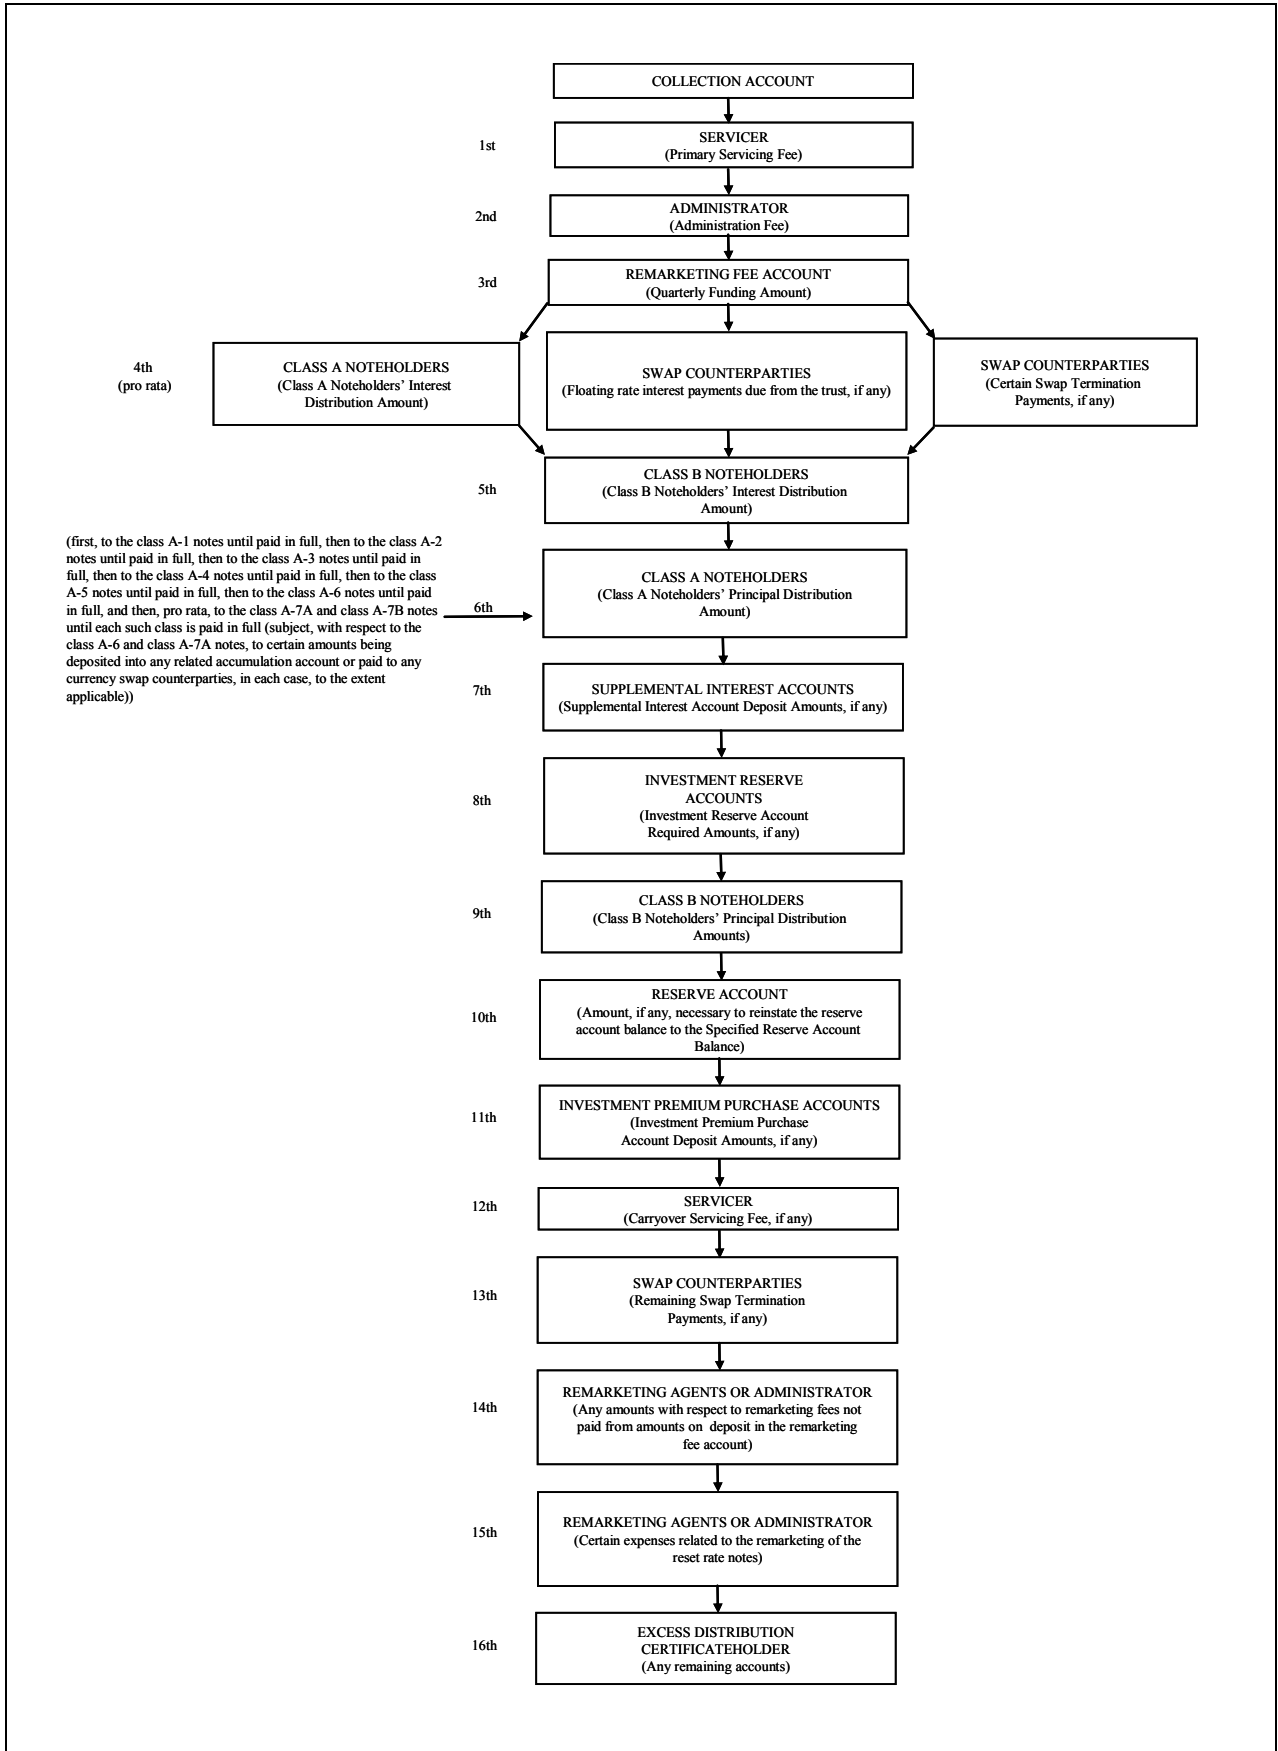 COLLECTION ACCOUNT
1st
SERVICER
(Primary Servicing Fee)
2nd
ADMINISTRATOR
(Administration Fee)
3rd
REMARKETING FEE ACCOUNT
(Quarterly Funding Amount)
4th
(pro rata)
CLASS A NOTEHOLDERS
(Class A Noteholders’ Interest
Distribution Amount)
SWAP COUNTERPARTIES
(Floating rate interest payments due from the trust, if any)
SWAP COUNTERPARTIES
(Certain Swap Termination
Payments, if any)
5th
CLASS B NOTEHOLDERS
(Class B Noteholders’ Interest Distribution
Amount)
(first, to the class A-1 notes until paid in full, then to the class A-2
notes until paid in full, then to the class A-3 notes until paid in
full, then to the class A-4 notes until paid in full, then to the class
A-5 notes until paid in full, then to the class A-6 notes until paid
in full, and then, pro rata, to the class A-7A and class A-7B notes
until each such class is paid in full (subject, with respect to the
class A-6 and class A-7A notes, to certain amounts being
deposited into any related accumulation account or paid to any
currency swap counterparties, in each case, to the extent
applicable))
6th
CLASS A NOTEHOLDERS
(Class A Noteholders’ Principal Distribution
Amount)
7th
SUPPLEMENTAL INTEREST ACCOUNTS
(Supplemental Interest Account Deposit Amounts, if any)
8th
INVESTMENT RESERVE
ACCOUNTS
(Investment Reserve Account
Required Amounts, if any)
9th
CLASS B NOTEHOLDERS
(Class B Noteholders’ Principal Distribution
Amounts)
10th
RESERVE ACCOUNT
(Amount, if any, necessary to reinstate the reserve
account balance to the Specified Reserve Account
Balance)
11th
INVESTMENT PREMIUM PURCHASE ACCOUNTS
(Investment Premium Purchase
Account Deposit Amounts, if any)
12th
SERVICER
(Carryover Servicing Fee, if any)
13th
SWAP COUNTERPARTIES
(Remaining Swap Termination
Payments, if any)
14th
REMARKETING AGENTS OR ADMINISTRATOR
(Any amounts with respect to remarketing fees not
paid from amounts on deposit in the remarketing
fee account)
15th
REMARKETING AGENTS OR ADMINISTRATOR
(Certain expenses related to the remarketing of the
reset rate notes)
16th
EXCESS DISTRIBUTION
CERTIFICATEHOLDER
(Any remaining accounts)